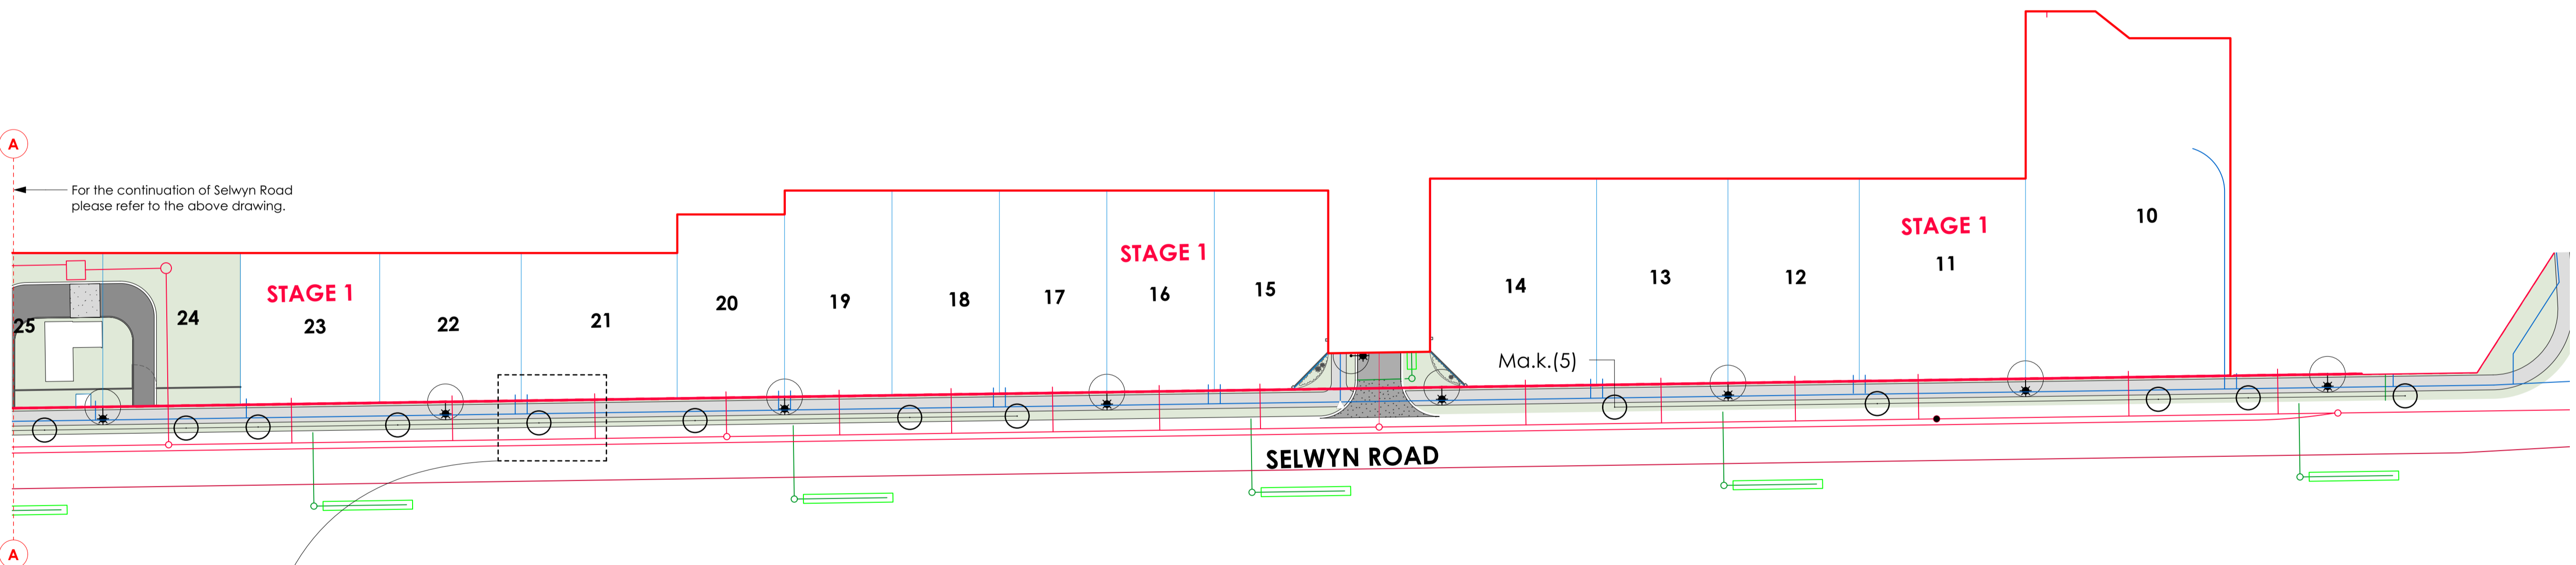 A
For the continuation of Selwyn Road
please refer to the above drawing.
STAGE 1
STAGE 1
STAGE 1
25
24
23
22
21
20
19
18
17
16
15
14
13
12
11
10
Ma.k.(5)
SELWYN ROAD
A